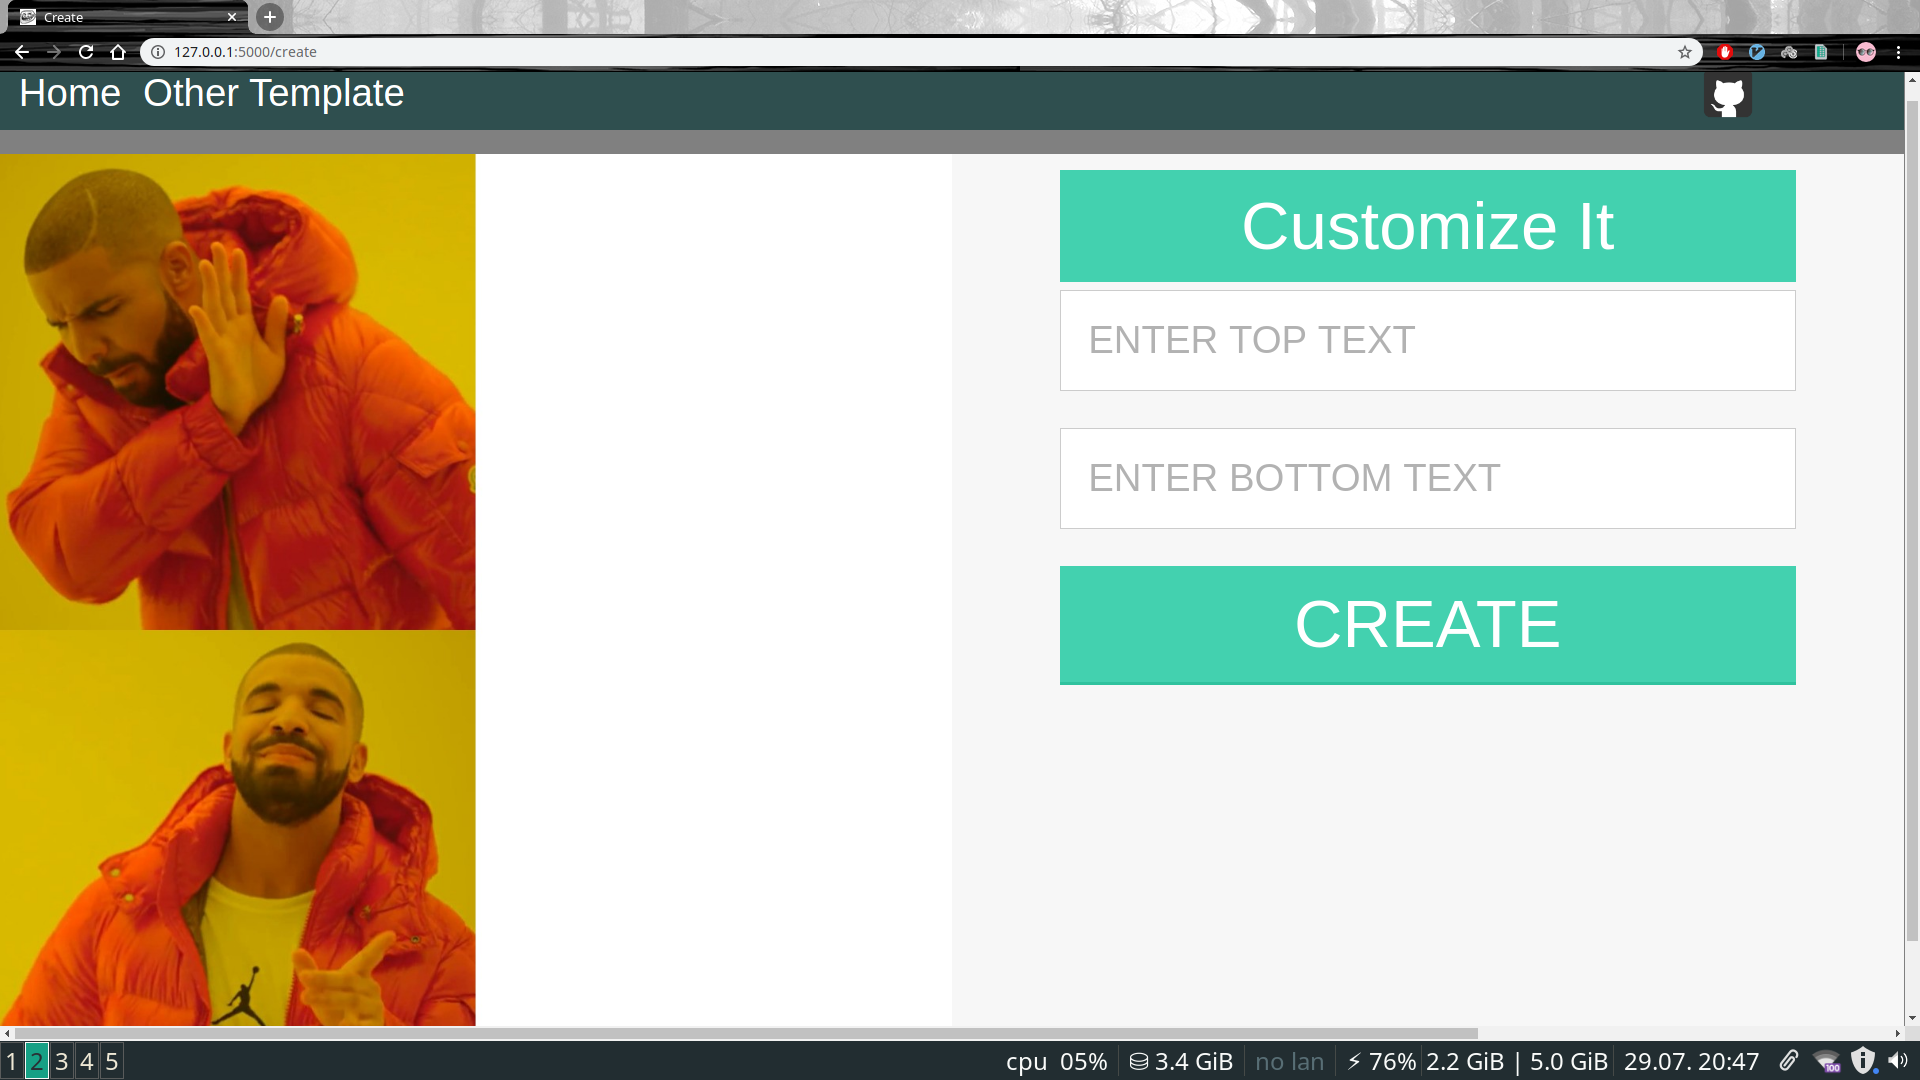 Create
127.0.0.1:5000/create
Home Other Template
Customize It
ENTER TOP TEXT
ENTER BOTTOM TEXT
CREATE
1 2 3 4 5 cpu 05% 3.4 GiB no lan ⚡ 76% 2.2 GiB | 5.0 GiB 29.07. 20:47 100